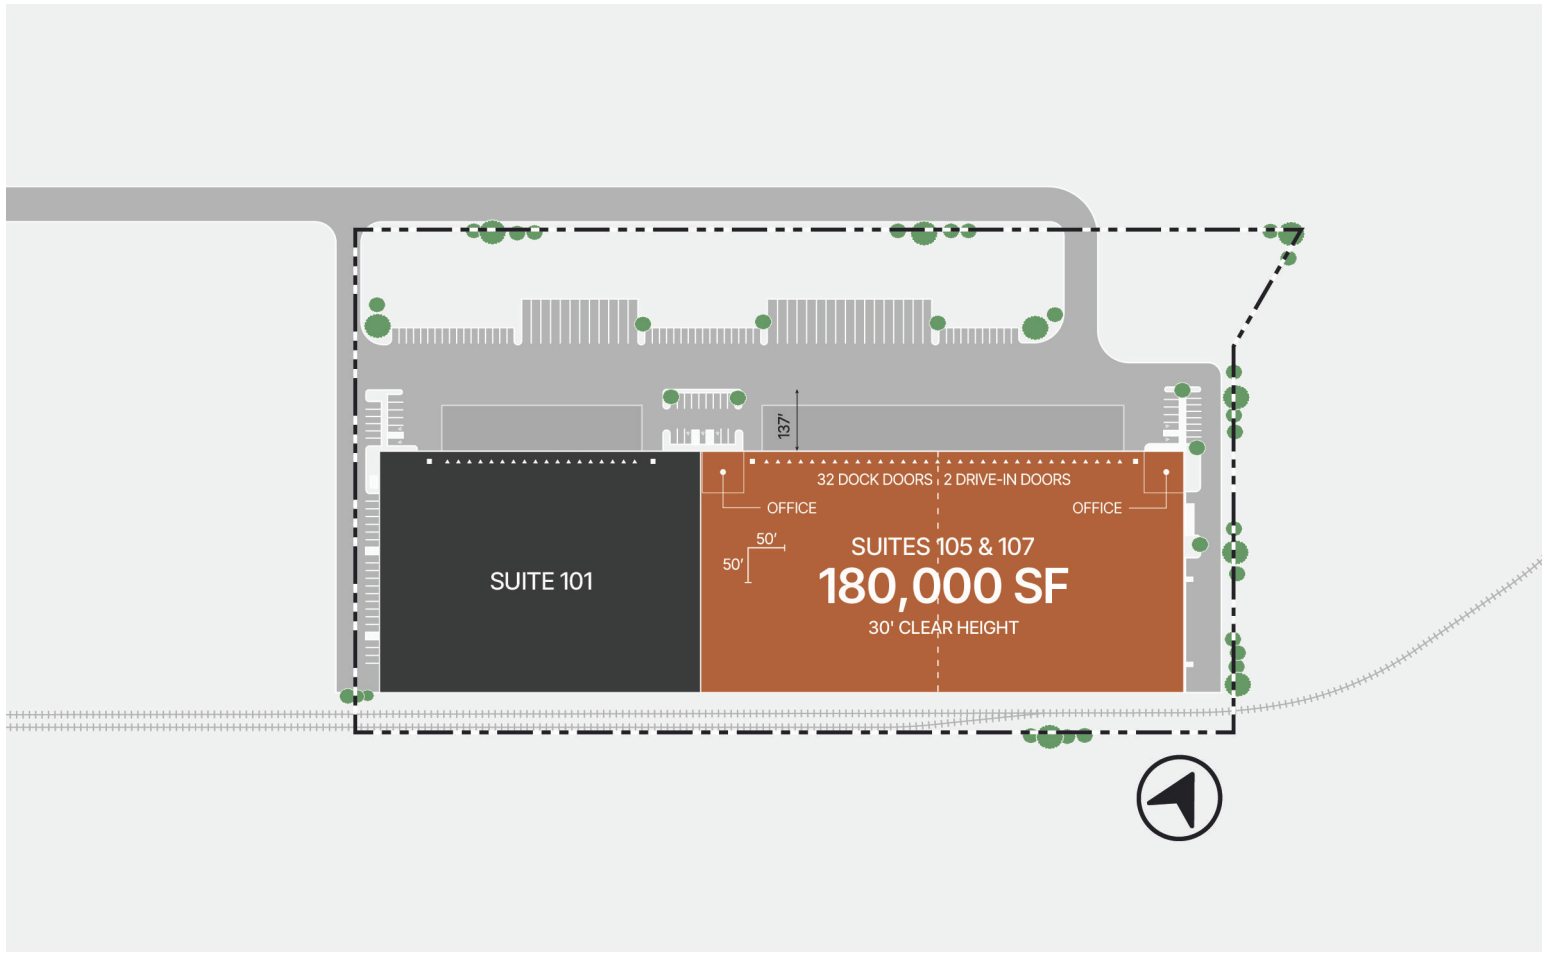 137'
32 DOCK DOORS 2 DRIVE-IN DOORS
OFFICE
OFFICE
50'
50'
SUITES 105 & 107
180,000 SF
30' CLEAR HEIGHT
SUITE 101